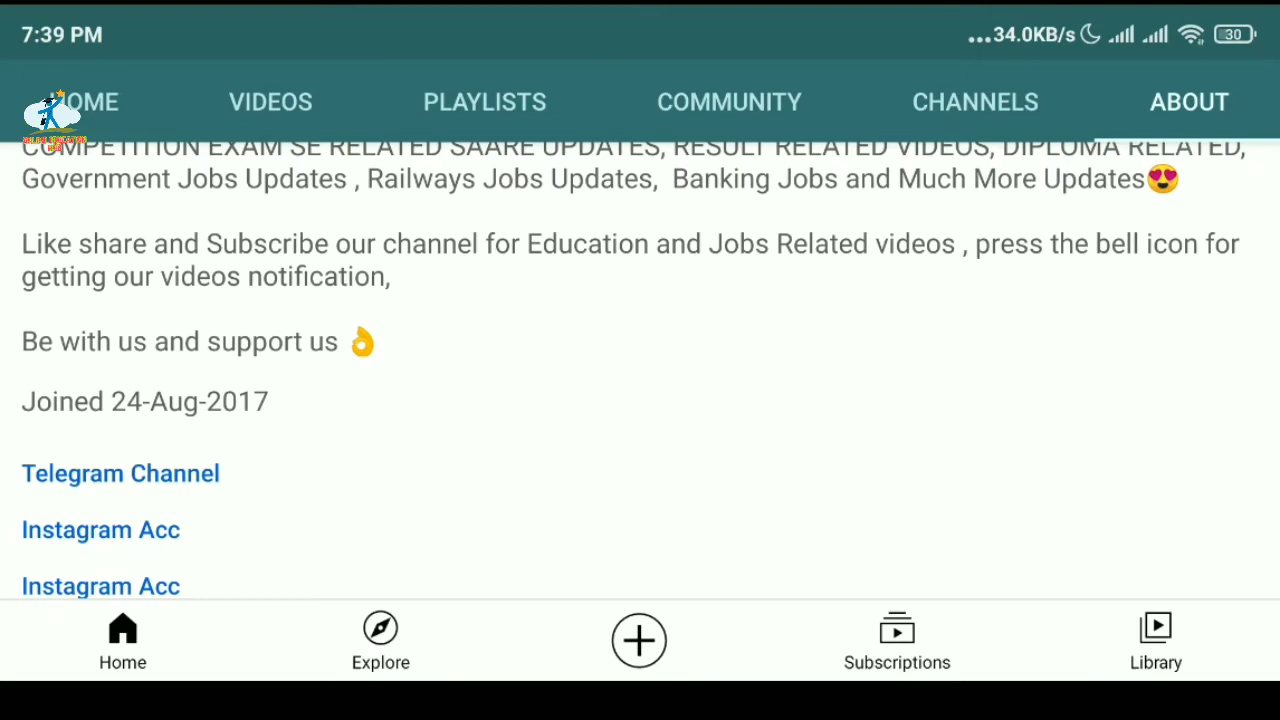 7:39 PM
...34.0KB/s 30
HOME VIDEOS PLAYLISTS COMMUNITY CHANNELS ABOUT
COMPETITION EXAM SE RELATED SAARE UPDATES, RESULT RELATED VIDEOS, DIPLOMA RELATED,
Government Jobs Updates , Railways Jobs Updates, Banking Jobs and Much More Updates😍
Like share and Subscribe our channel for Education and Jobs Related videos , press the bell icon for
getting our videos notification,
Be with us and support us 👌
Joined 24-Aug-2017
Telegram Channel
Instagram Acc
Instagram Acc
Home Explore Subscriptions Library